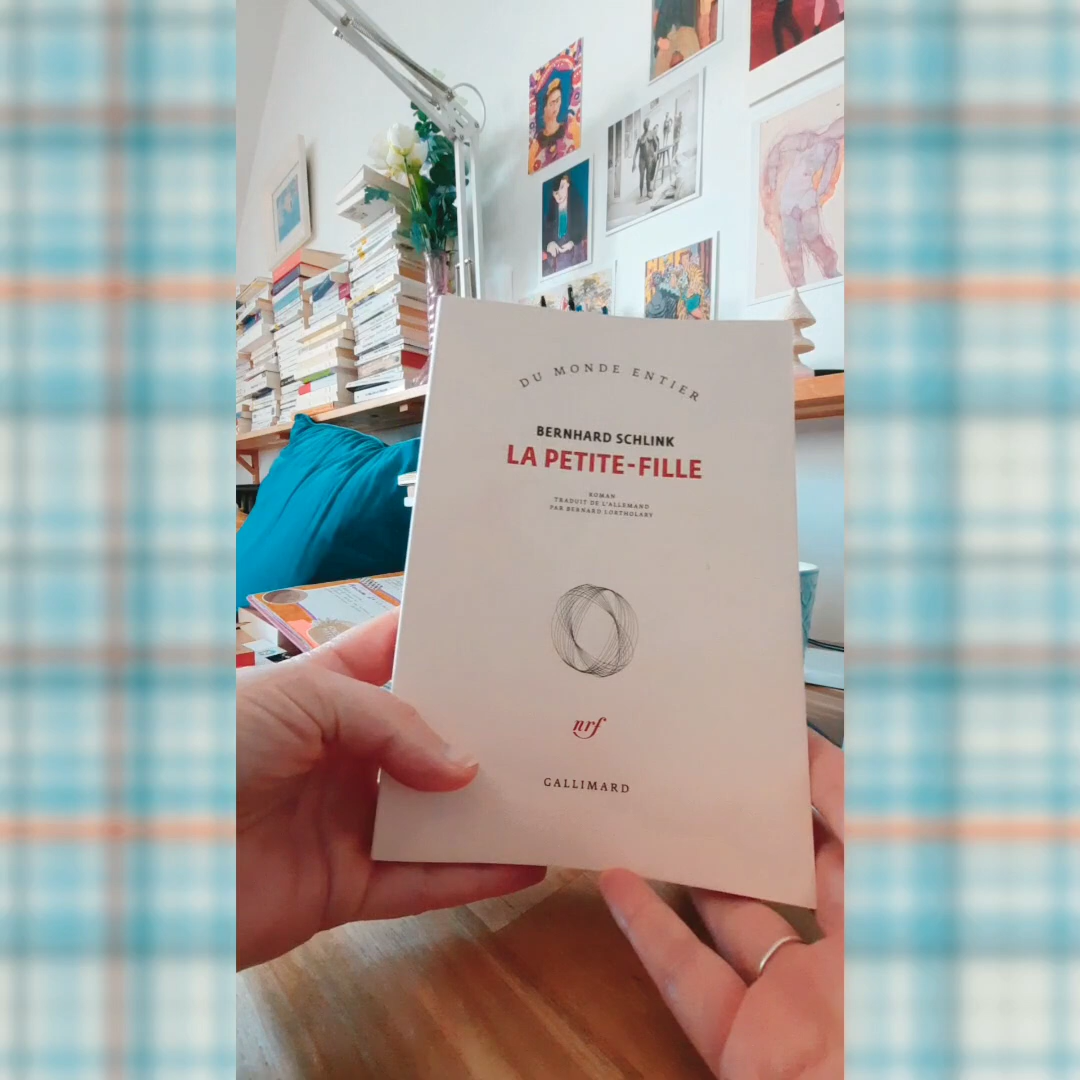 DU MONDE ENTIER
BERNHARD SCHLINK
LA PETITE-FILLE
ROMAN
TRADUIT DE L'ALLEMAND
PAR BERNARD LORTHOLARY
nrf
GALLIMARD